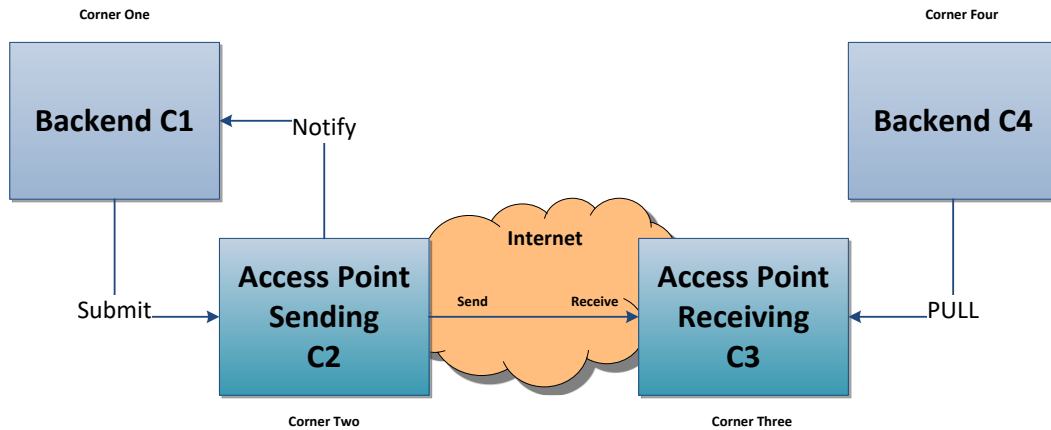 Corner One
Corner Four
Backend C1
Backend C4
Notify
Internet
Access Point
Sending
C2
Access Point
Receiving
C3
Submit
Send
Receive
PULL
Corner Two
Corner Three